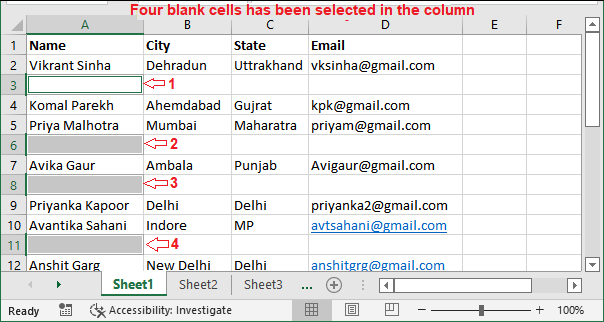 Four blank cells has been selected in the column
A B C D E F
1 Name City State Email
2 Vikrant Sinha Dehradun Uttrakhand vksinha@gmail.com
3 1
4 Komal Parekh Ahemdabad Gujrat kpk@gmail.com
5 Priya Malhotra Mumbai Maharatra priyam@gmail.com
6 2
7 Avika Gaur Ambala Punjab Avigaur@gmail.com
8 3
9 Priyanka Kapoor Delhi Delhi priyanka2@gmail.com
10 Avantika Sahani Indore MP avtsahani@gmail.com
11 4
12 Anshit Garg New Delhi Delhi anshitgrg@gmail.com
Sheet1 Sheet2 Sheet3 ...
Ready Accessibility: Investigate 100%